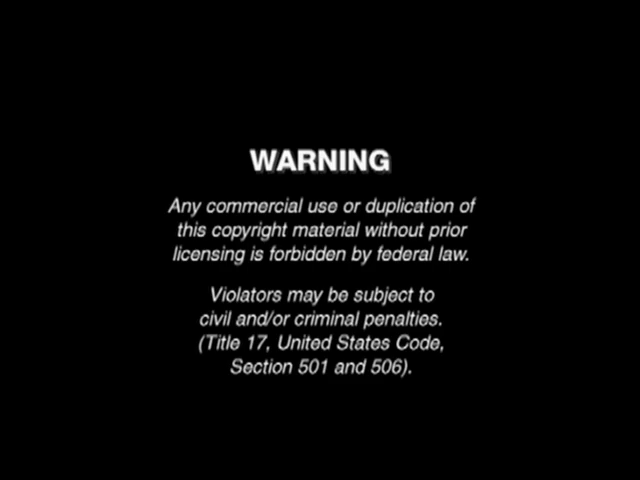 WARNING
Any commercial use or duplication of
this copyright material without prior
licensing is forbidden by federal law.
Violators may be subject to
civil and/or criminal penalties.
(Title 17, United States Code,
Section 501 and 506).